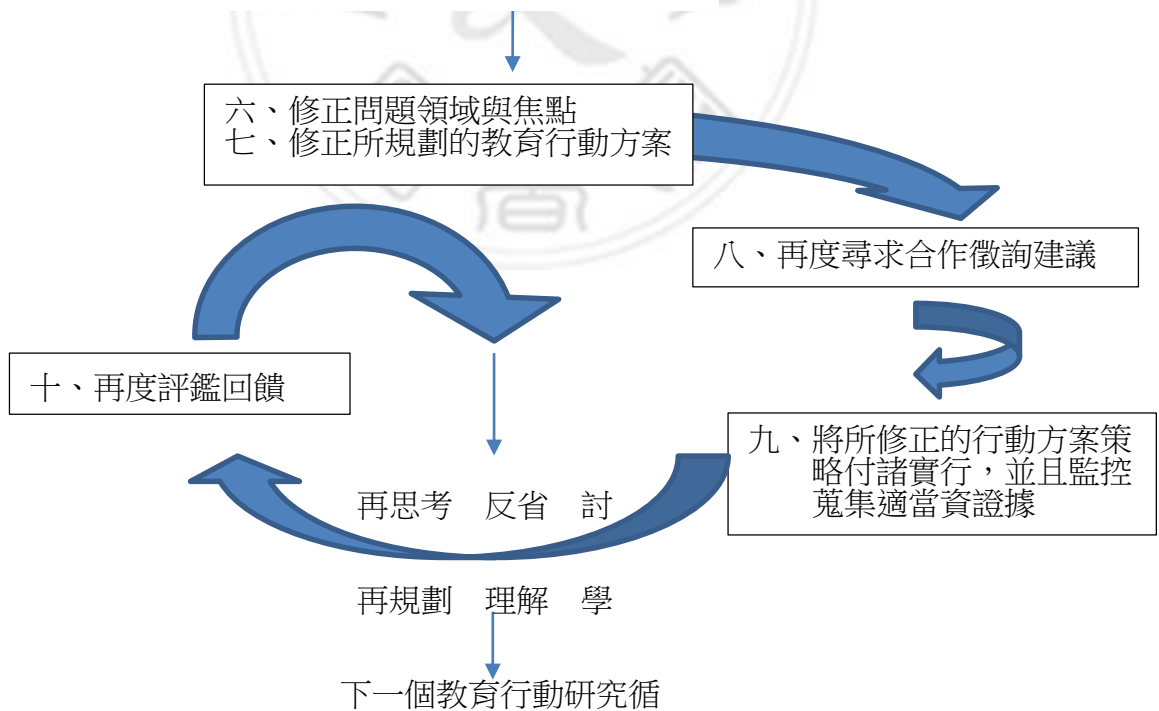 六、修正問題領域與焦點
七、修正所規劃的教育行動方案
八、再度尋求合作徵詢建議
十、再度評鑑回饋
九、將所修正的行動方案策
略付諸實行，並且監控
蒐集適當資證據
再思考 反省 討
再規劃 理解 學
下一個教育行動研究循